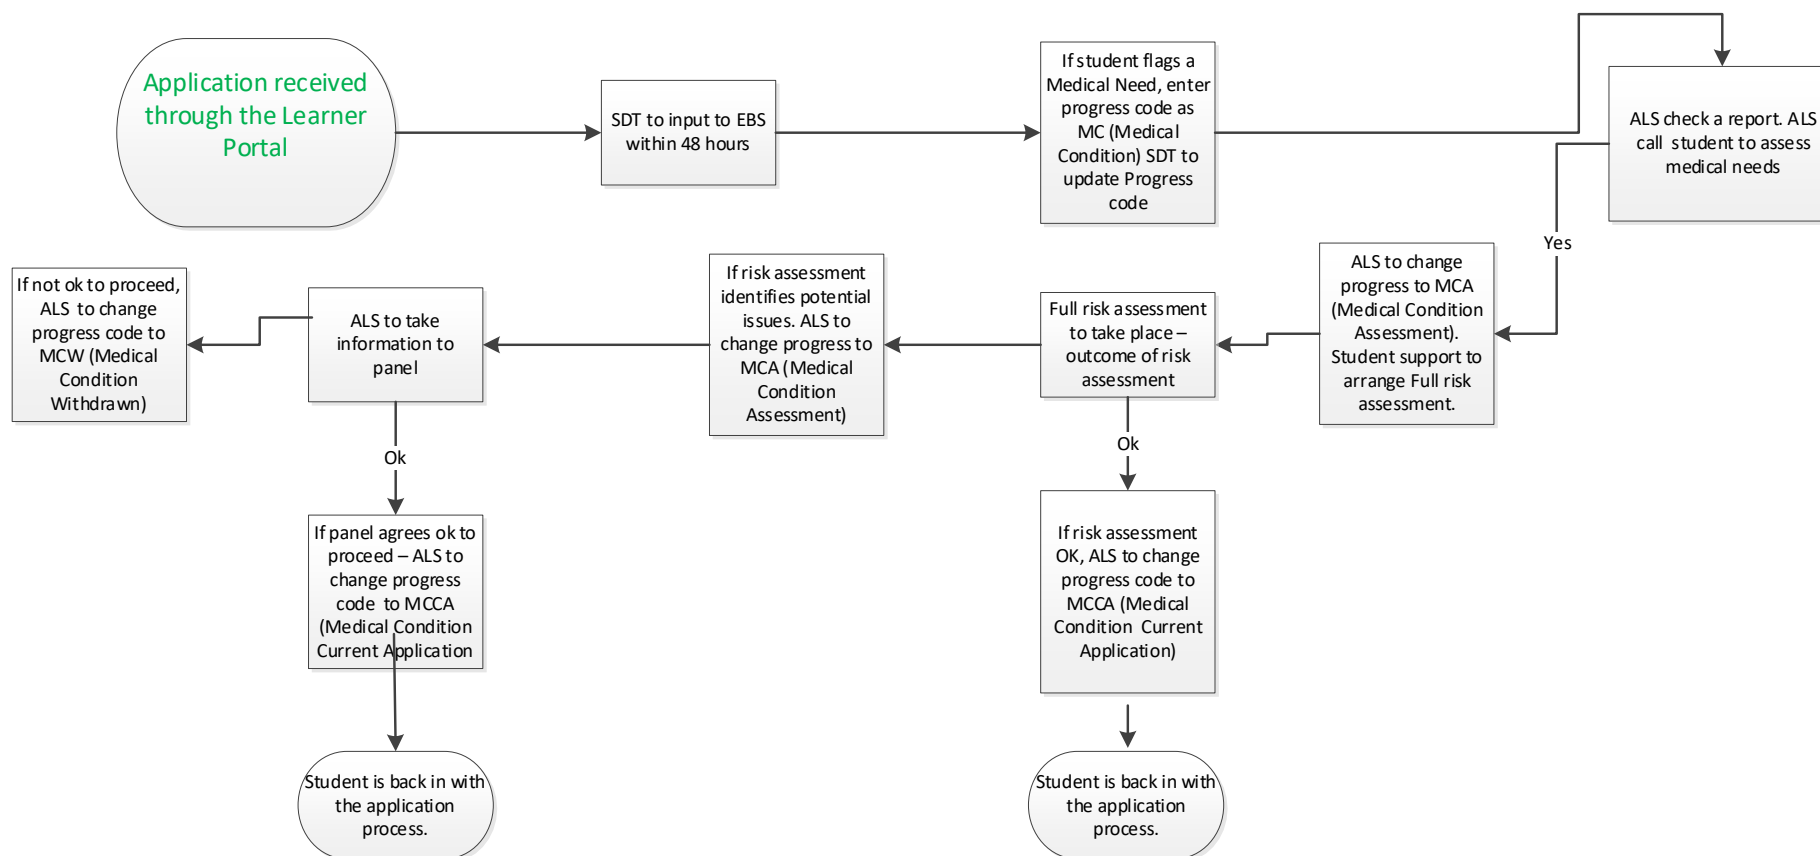 Application received
through the Learner
Portal
SDT to input to EBS
within 48 hours
If student flags a
Medical Need, enter
progress code as
MC (Medical
Condition) SDT to
update Progress
code
ALS check a report. ALS
call student to assess
medical needs
Yes
ALS to change
progress to MCA
(Medical Condition
Assessment).
Student support to
arrange Full risk
assessment.
Full risk assessment
to take place –
outcome of risk
assessment
If risk assessment
identifies potential
issues. ALS to
change progress to
MCA (Medical
Condition
Assessment)
ALS to take
information to
panel
If not ok to proceed,
ALS to change
progress code to
MCW (Medical
Condition
Withdrawn)
Ok
Ok
If panel agrees ok to
proceed – ALS to
change progress
code to MCCA
(Medical Condition
Current Application
If risk assessment
OK, ALS to change
progress code to
MCCA (Medical
Condition Current
Application)
Student is back in with
the application
process.
Student is back in with
the application
process.